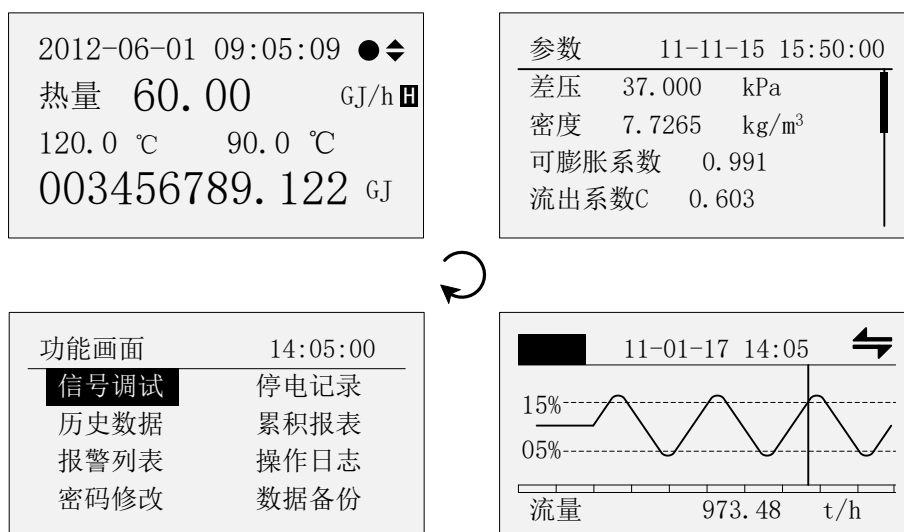 2012-06-01 09:05:09
热量 60.00 GJ/h H
120.0 ℃ 90.0 ℃
003456789.122 GJ
参数 11-11-15 15:50:00
差压 37.000 kPa
密度 7.7265 kg/m³
可膨胀系数 0.991
流出系数C 0.603
功能画面 14:05:00
信号调试 停电记录
历史数据 累积报表
报警列表 操作日志
密码修改 数据备份
11-01-17 14:05
15%
05%
流量 973.48 t/h